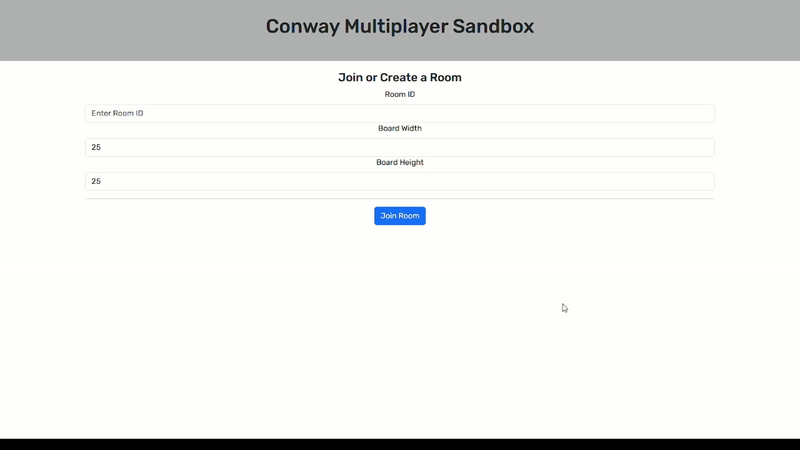 Conway Multiplayer Sandbox
Join or Create a Room
Room ID
Enter Room ID
Board Width
25
Board Height
25
Join Room